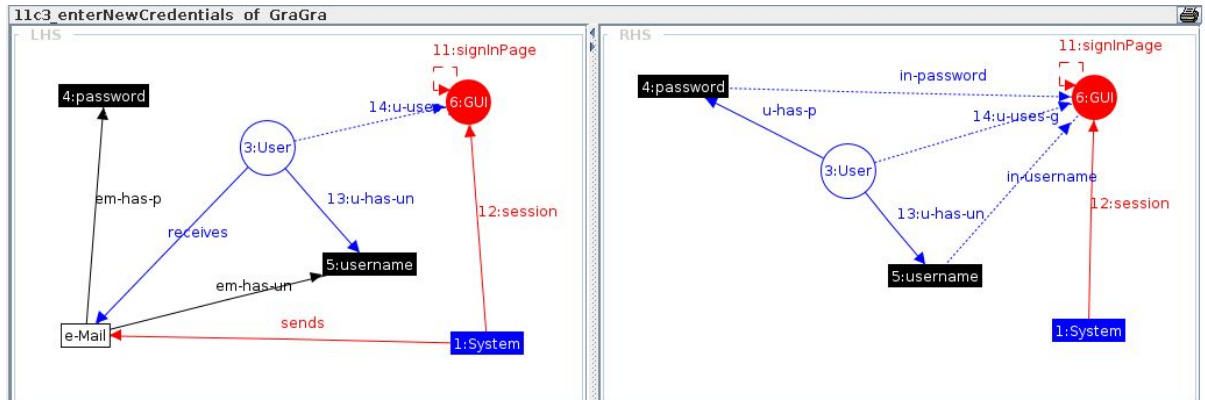 11c3_enterNewCredentials of GraGra
LHS
11:signInPage
4:password
6:GUI
14:u-use
3:User
em-has-p
13:u-has-un
12:session
receives
5:username
em-has-un
sends
e-Mail
1:System
RHS
11:signInPage
in-password
4:password
6:GUI
u-has-p
14:u-uses-g
3:User
in-username
13:u-has-un
12:session
5:username
1:System